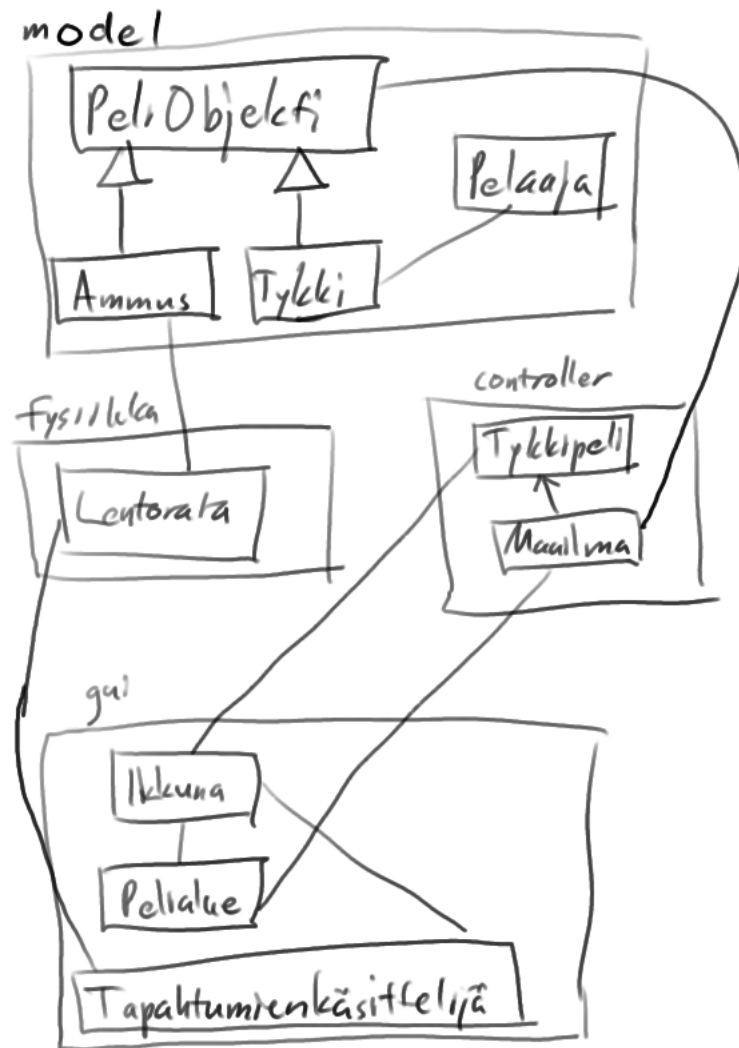 model
PeliObjekti
Pelaaja
Ammus
Tykki
controller
fysiikka
Tykkipeli
Lentorata
Maailma
gui
Ikkuna
Pelialue
Tapahtumienkäsittelijä